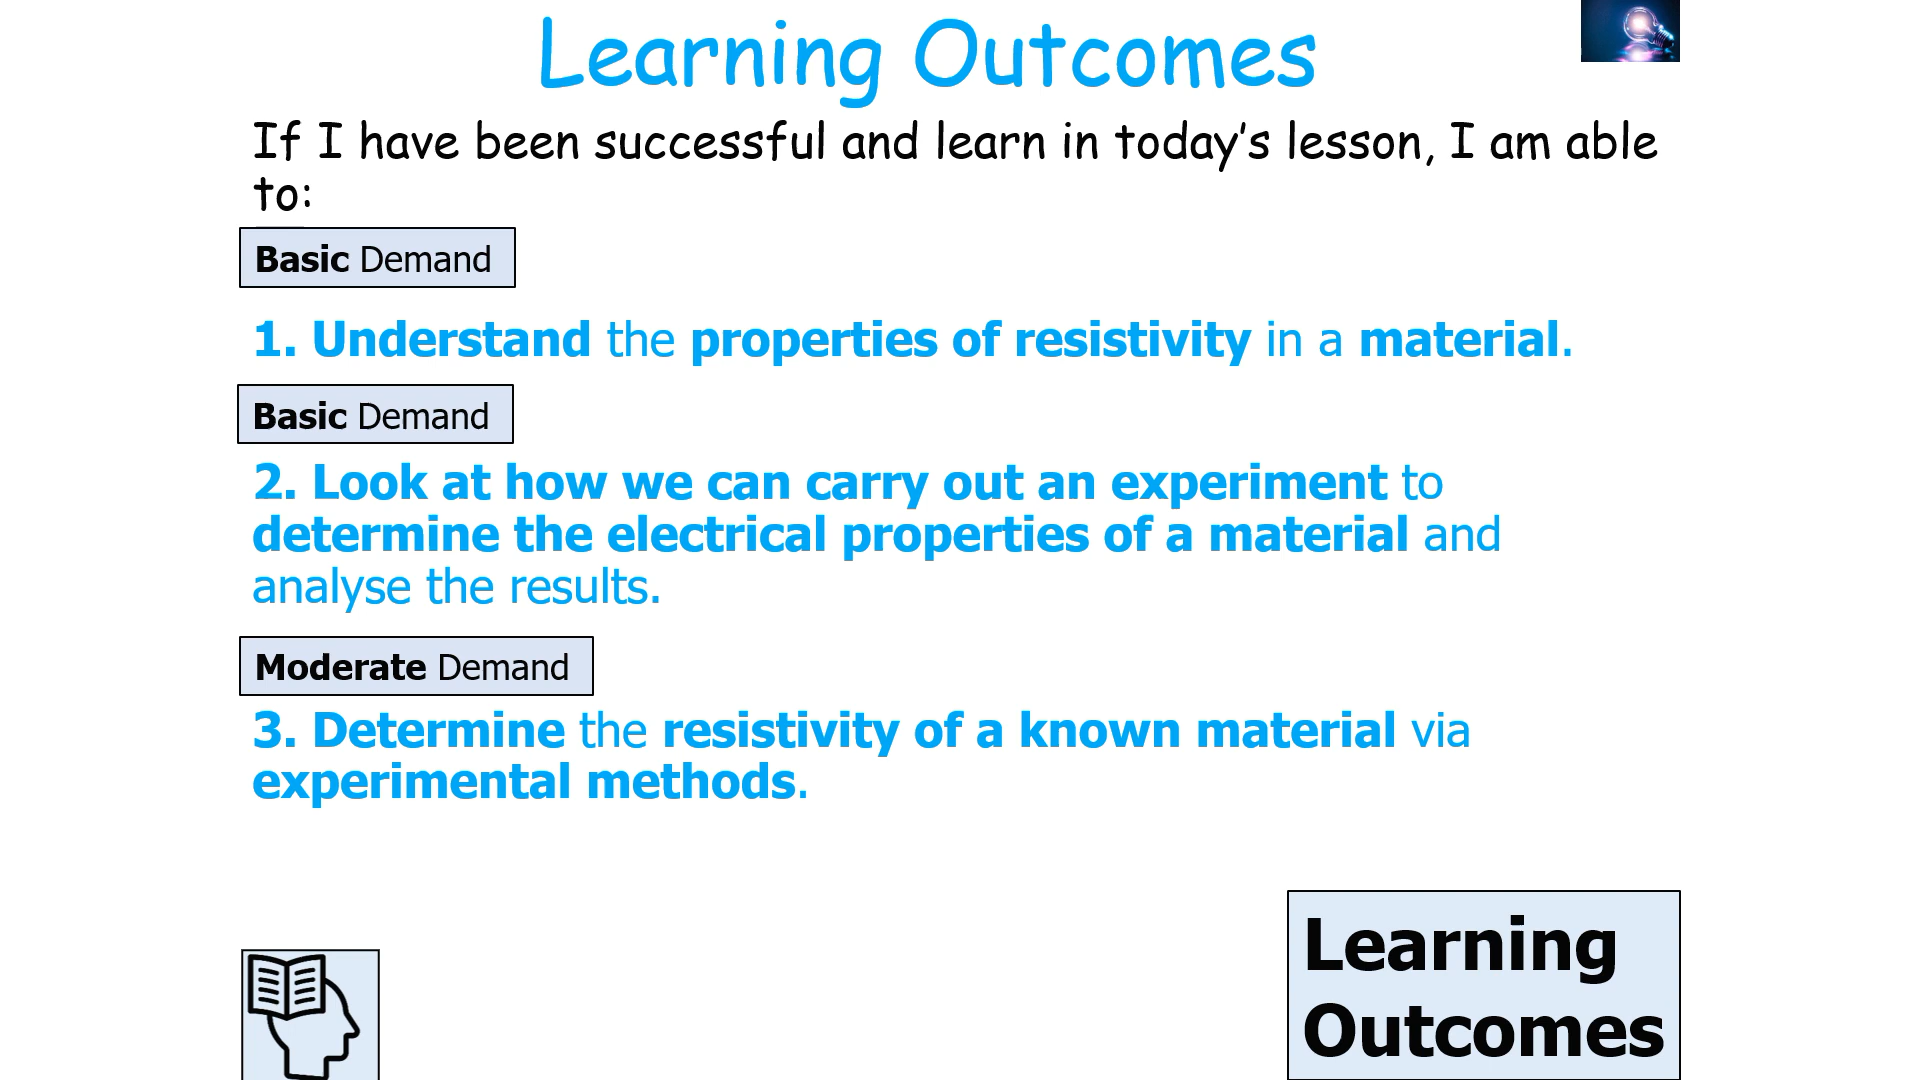 Learning Outcomes
If I have been successful and learn in today’s lesson, I am able
to:
Basic Demand
1. Understand the properties of resistivity in a material.
Basic Demand
2. Look at how we can carry out an experiment to
determine the electrical properties of a material and
analyse the results.
Moderate Demand
3. Determine the resistivity of a known material via
experimental methods.
Learning
Outcomes